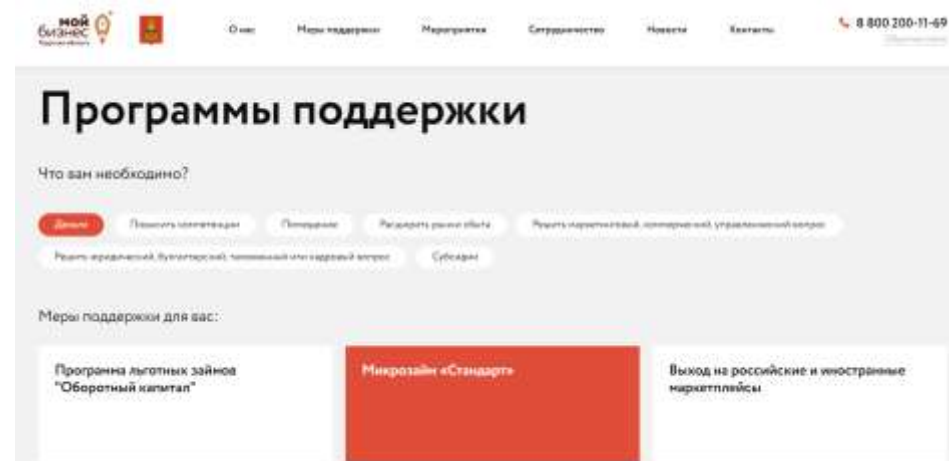 мой
бизнес
О нас
Меры поддержки
Мероприятия
Сотрудничество
Новости
Контакты
8 800 200-11-69
Программы поддержки
Что вам необходимо?
Деньги
Повысить компетенции
Помещение
Расширить рынки сбыта
Решить маркетинговый, коммерческий, управленческий вопрос
Решить юридический, бухгалтерский, таможенный или кадровый вопрос
Субсидии
Меры поддержки для вас:
Программа льготных займов
"Оборотный капитал"
Микрозайм «Стандарт»
Выход на российские и иностранные
маркетплейсы